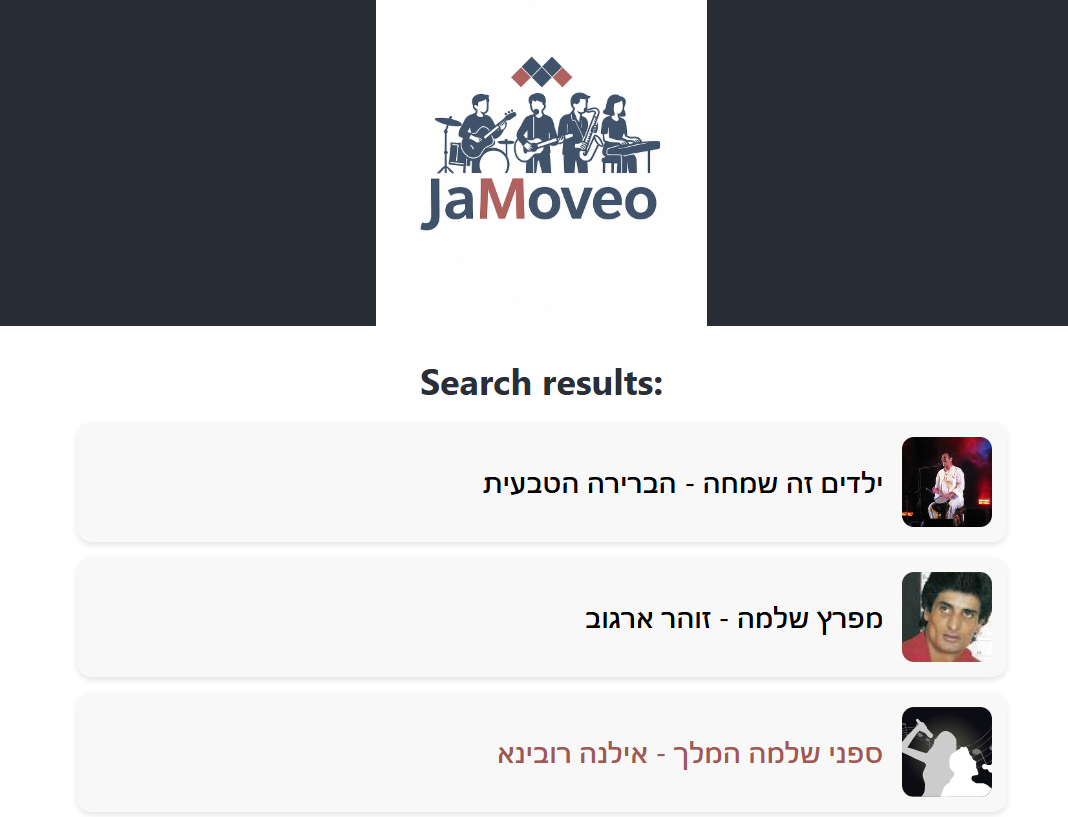 JaMoveo
Search results:
ילדים זה שמחה - הברירה הטבעית
מפרץ שלמה - זוהר ארגוב
ספני שלמה המלך - אילנה רובינא